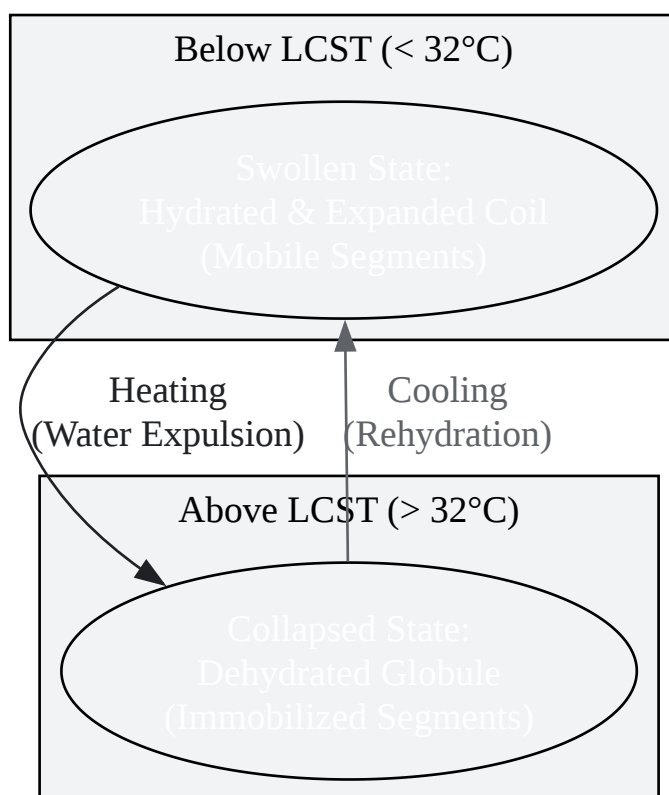 Below LCST (< 32°C)
Swollen State:
Hydrated & Expanded Coil
(Mobile Segments)
Heating
(Water Expulsion)
Cooling
(Rehydration)
Above LCST (> 32°C)
Collapsed State:
Dehydrated Globule
(Immobilized Segments)